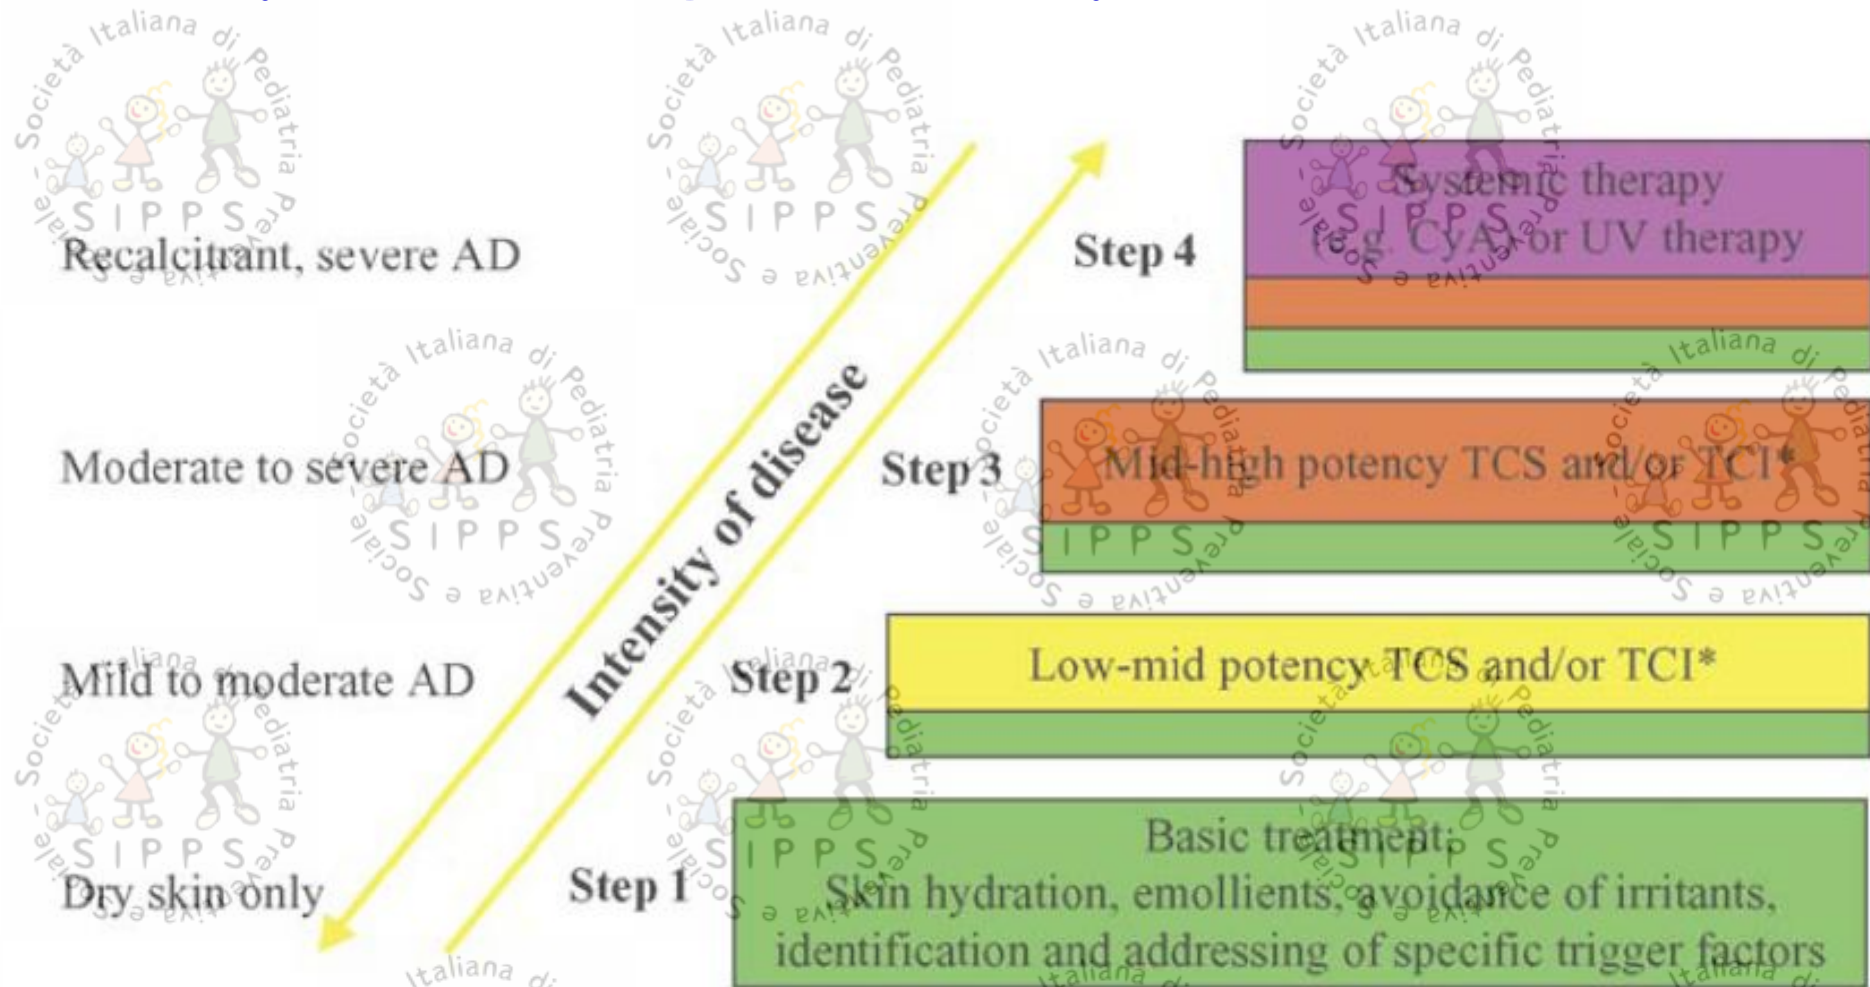 Recalcitrant, severe AD
Step 4
Systemic therapy
(e.g. CyA) or UV therapy
Moderate to severe AD
Step 3
Mid-high potency TCS and/or TCI*
Intensity of disease
Mild to moderate AD
Step 2
Low-mid potency TCS and/or TCI*
Dry skin only
Step 1
Basic treatment;
Skin hydration, emollients, avoidance of irritants,
identification and addressing of specific trigger factors
Società Italiana di Pediatria Preventiva e Sociale -
SIPPS